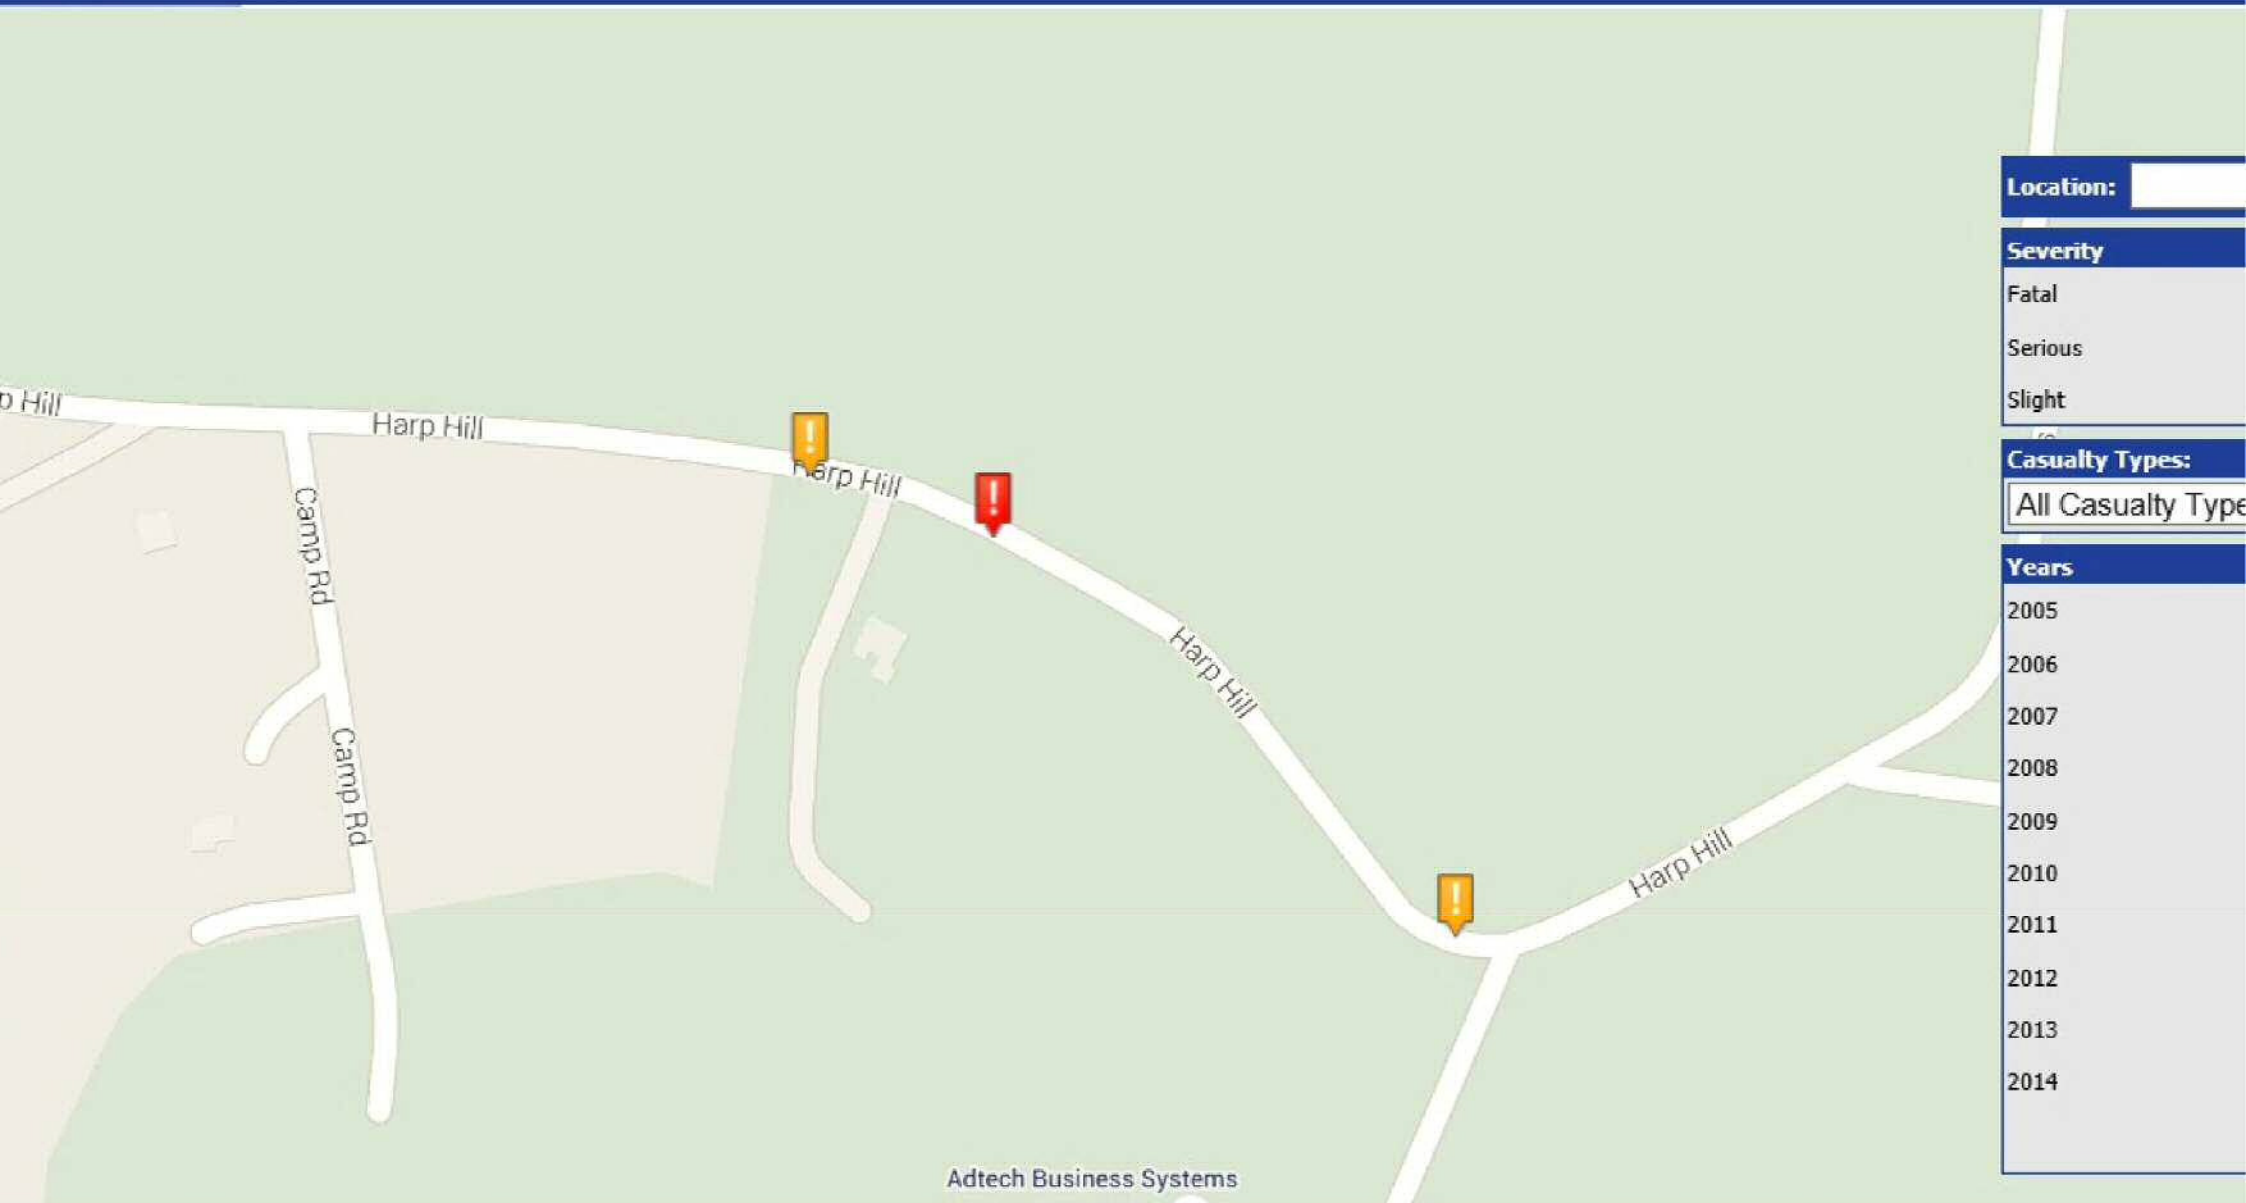 p Hill
Harp Hill
Harp Hill
Camp Rd
Harp Hill
Camp Rd
Harp Hill
Adtech Business Systems
Location:
Severity
Fatal
Serious
Slight
Casualty Types:
All Casualty Type
Years
2005
2006
2007
2008
2009
2010
2011
2012
2013
2014